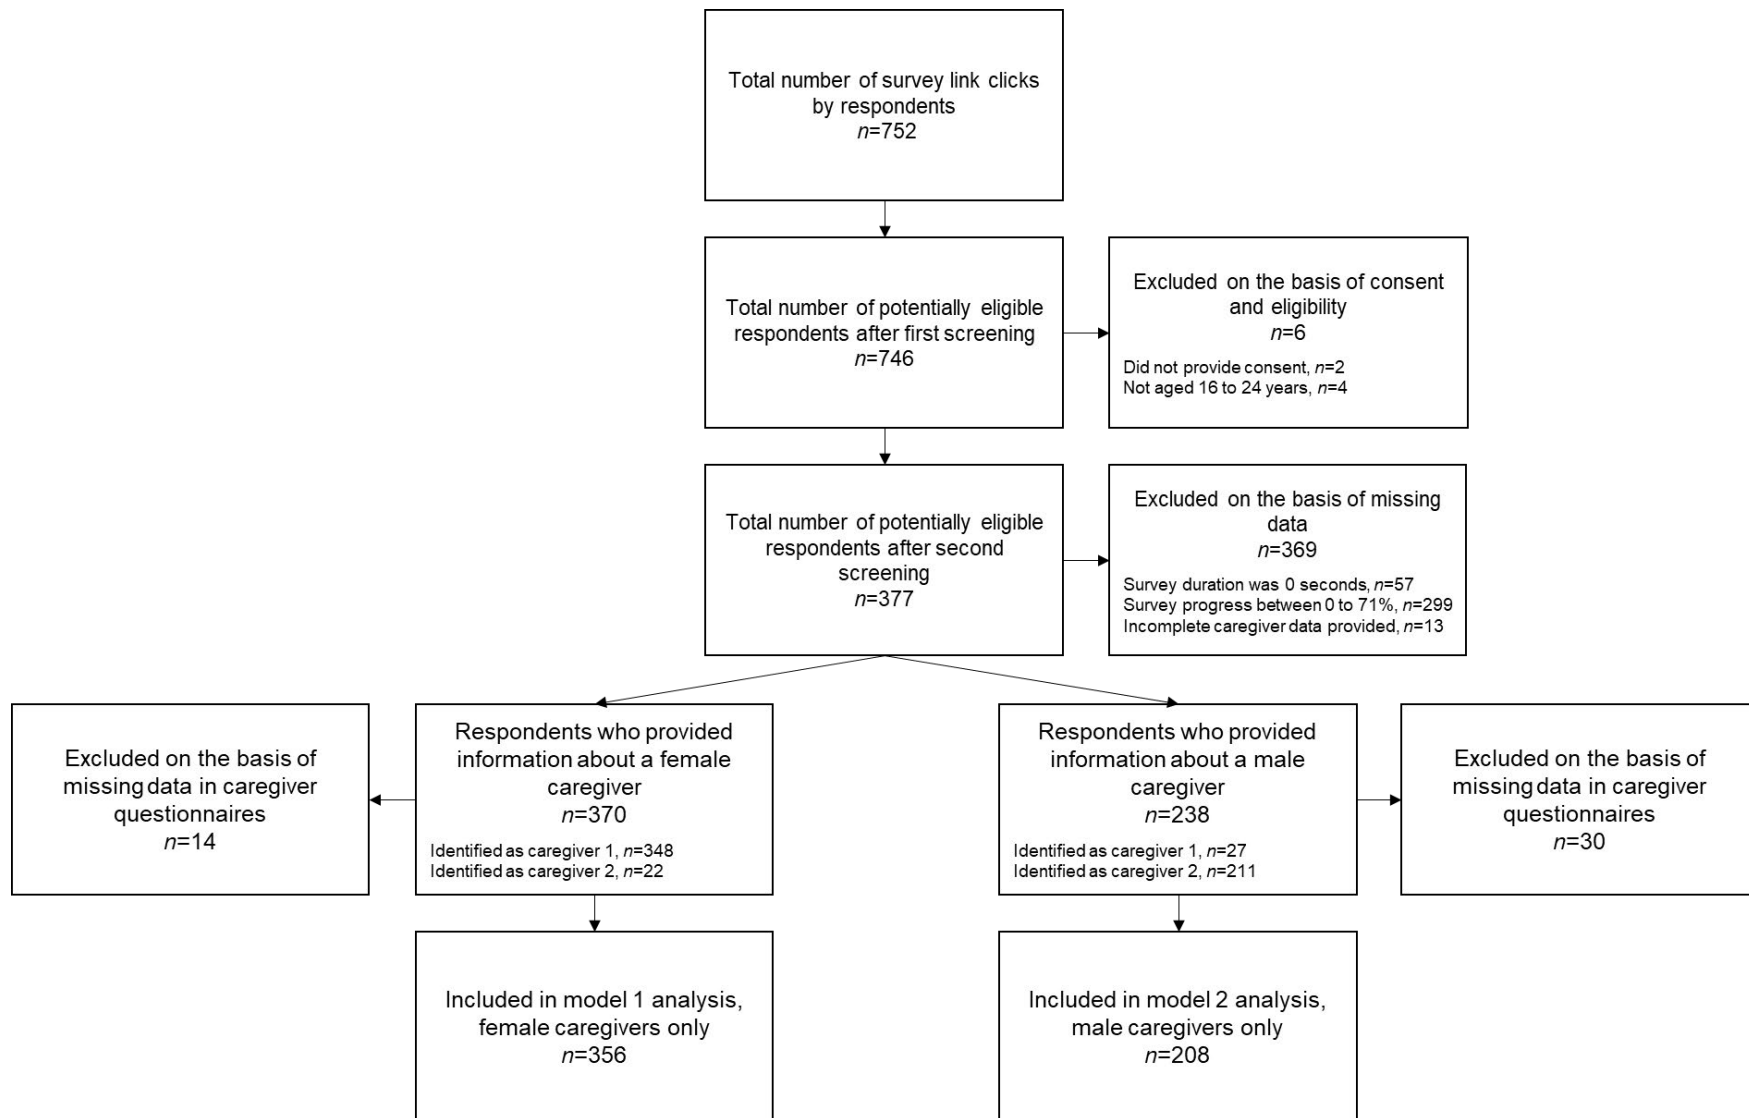 Total number of survey link clicks
by respondents
n=752
Total number of potentially eligible
respondents after first screening
n=746
Excluded on the basis of consent
and eligibility
n=6
Did not provide consent, n=2
Not aged 16 to 24 years, n=4
Total number of potentially eligible
respondents after second
screening
n=377
Excluded on the basis of missing
data
n=369
Survey duration was 0 seconds, n=57
Survey progress between 0 to 71%, n=299
Incomplete caregiver data provided, n=13
Excluded on the basis of
missing data in caregiver
questionnaires
n=14
Respondents who provided
information about a female
caregiver
n=370
Identified as caregiver 1, n=348
Identified as caregiver 2, n=22
Respondents who provided
information about a male
caregiver
n=238
Identified as caregiver 1, n=27
Identified as caregiver 2, n=211
Excluded on the basis of
missing data in caregiver
questionnaires
n=30
Included in model 1 analysis,
female caregivers only
n=356
Included in model 2 analysis,
male caregivers only
n=208